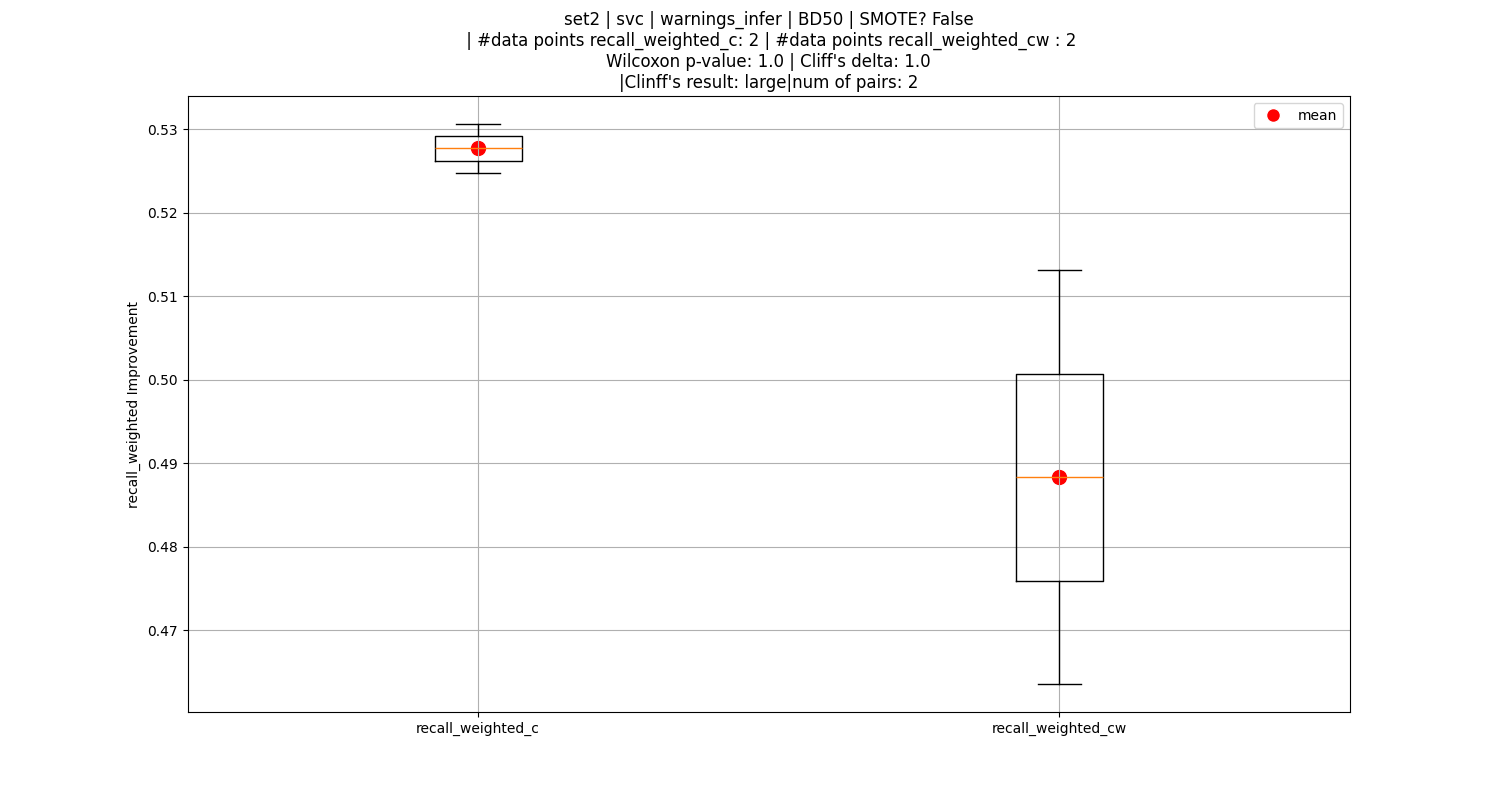 set2 | svc | warnings_infer | BD50 | SMOTE? False
| #data points recall_weighted_c: 2 | #data points recall_weighted_cw : 2
Wilcoxon p-value: 1.0 | Cliff's delta: 1.0
|Clinff's result: large|num of pairs: 2
mean
recall_weighted Improvement
0.53
0.52
0.51
0.50
0.49
0.48
0.47
recall_weighted_c
recall_weighted_cw